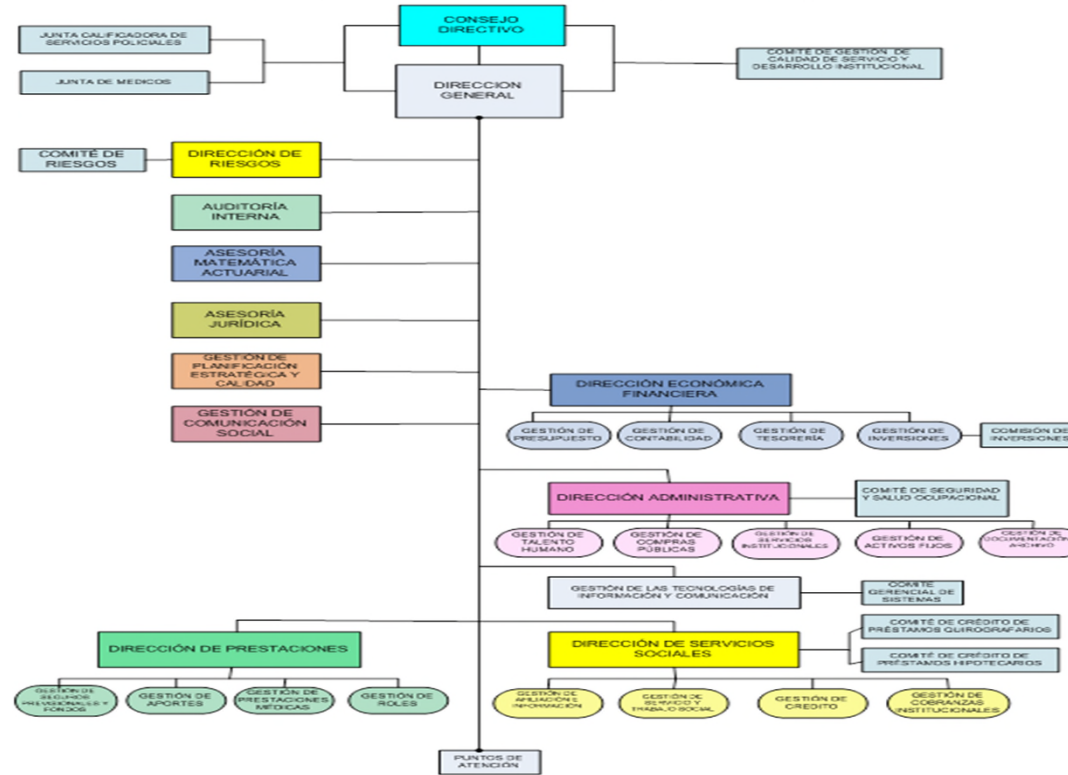 CONSEJO
DIRECTIVO
JUNTA CALIFICADORA DE
SERVICIOS POLICIALES
JUNTA DE MEDICOS
DIRECCION
GENERAL
COMITÉ DE GESTIÓN DE
CALIDAD DE SERVICIO Y
DESARROLLO INSTITUCIONAL
COMITÉ DE
RIESGOS
DIRECCIÓN DE
RIESGOS
AUDITORÍA
INTERNA
ASESORÍA
MATEMÁTICA
ACTUARIAL
ASESORÍA
JURÍDICA
GESTIÓN DE
PLANIFICACIÓN
ESTRATÉGICA Y
CALIDAD
GESTIÓN DE
COMUNICACIÓN
SOCIAL
DIRECCIÓN ECONÓMICA
FINANCIERA
GESTIÓN DE
PRESUPUESTO
GESTIÓN DE
CONTABILIDAD
GESTIÓN DE
TESORERÍA
GESTIÓN DE
INVERSIONES
COMISIÓN DE
INVERSIONES
DIRECCIÓN ADMINISTRATIVA
COMITÉ DE SEGURIDAD
Y SALUD OCUPACIONAL
GESTIÓN DE
TALENTO
HUMANO
GESTIÓN DE
COMPRAS
PÚBLICAS
GESTIÓN DE
SERVICIOS
INSTITUCIONALES
GESTIÓN DE
ACTIVOS FIJOS
GESTIÓN DE
ARCHIVO
GESTIÓN DE LAS TECNOLOGÍAS DE
INFORMACIÓN Y COMUNICACIÓN
COMITÉ
GERENCIAL DE
SISTEMAS
DIRECCIÓN DE PRESTACIONES
DIRECCIÓN DE SERVICIOS
SOCIALES
COMITÉ DE CRÉDITO DE
PRÉSTAMOS QUIROGRAFARIOS
COMITÉ DE CRÉDITO DE
PRÉSTAMOS HIPOTECARIOS
GESTIÓN DE
SEGUROS
PREVISIONALES Y
FONDOS
GESTIÓN DE
APORTES
GESTIÓN DE
PRESTACIONES
MÉDICAS
GESTIÓN DE
ROLES
GESTIÓN DE
AFILIACIÓN E
INFORMACIÓN
GESTIÓN DE
SERVICIO Y
TRABAJO SOCIAL
GESTIÓN DE
CREDITO
GESTIÓN DE
COBRANZAS
INSTITUCIONALES
PUNTOS DE
ATENCIÓN